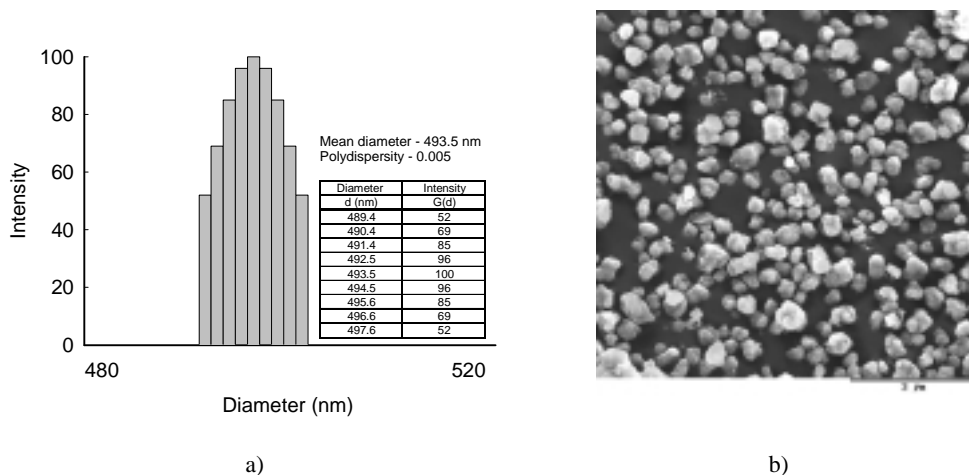 100
80
60
40
20
0
Intensity
480
520
Diameter (nm)
Mean diameter - 493.5 nm
Polydispersity - 0.005
Diameter Intensity
d (nm) G(d)
489.4 52
490.4 69
491.4 85
492.5 96
493.5 100
494.5 96
495.6 85
496.6 69
497.6 52
a)
b)